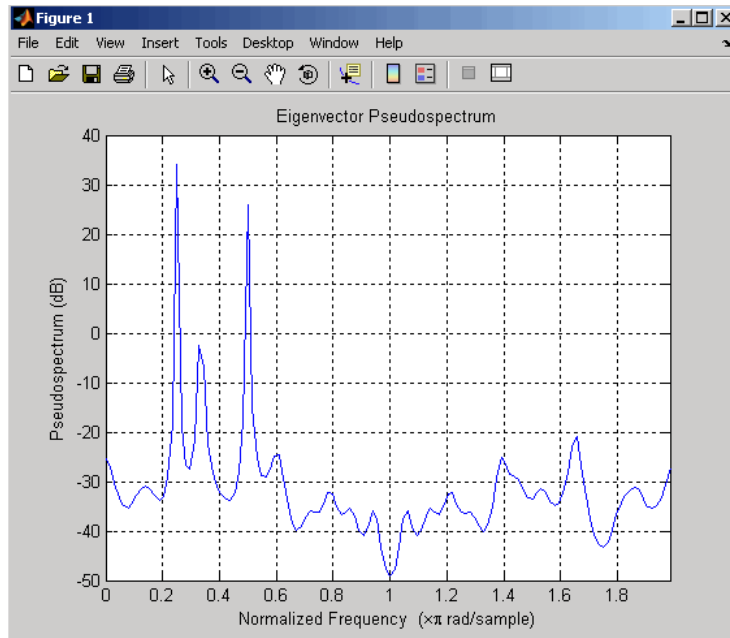 Figure 1
File Edit View Insert Tools Desktop Window Help
Eigenvector Pseudospectrum
40
30
20
10
0
-10
-20
-30
-40
-50
Pseudospectrum (dB)
0 0.2 0.4 0.6 0.8 1 1.2 1.4 1.6 1.8
Normalized Frequency (×π rad/sample)